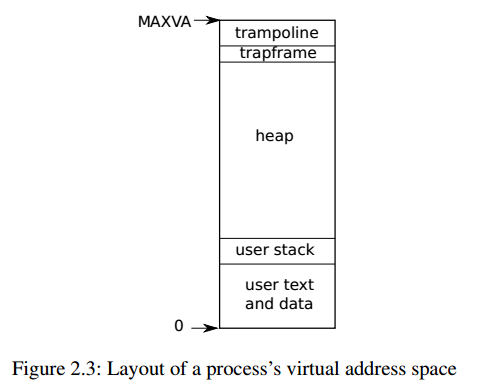 MAXVA
trampoline
trapframe
heap
user stack
user text
and data
0
Figure 2.3: Layout of a process’s virtual address space